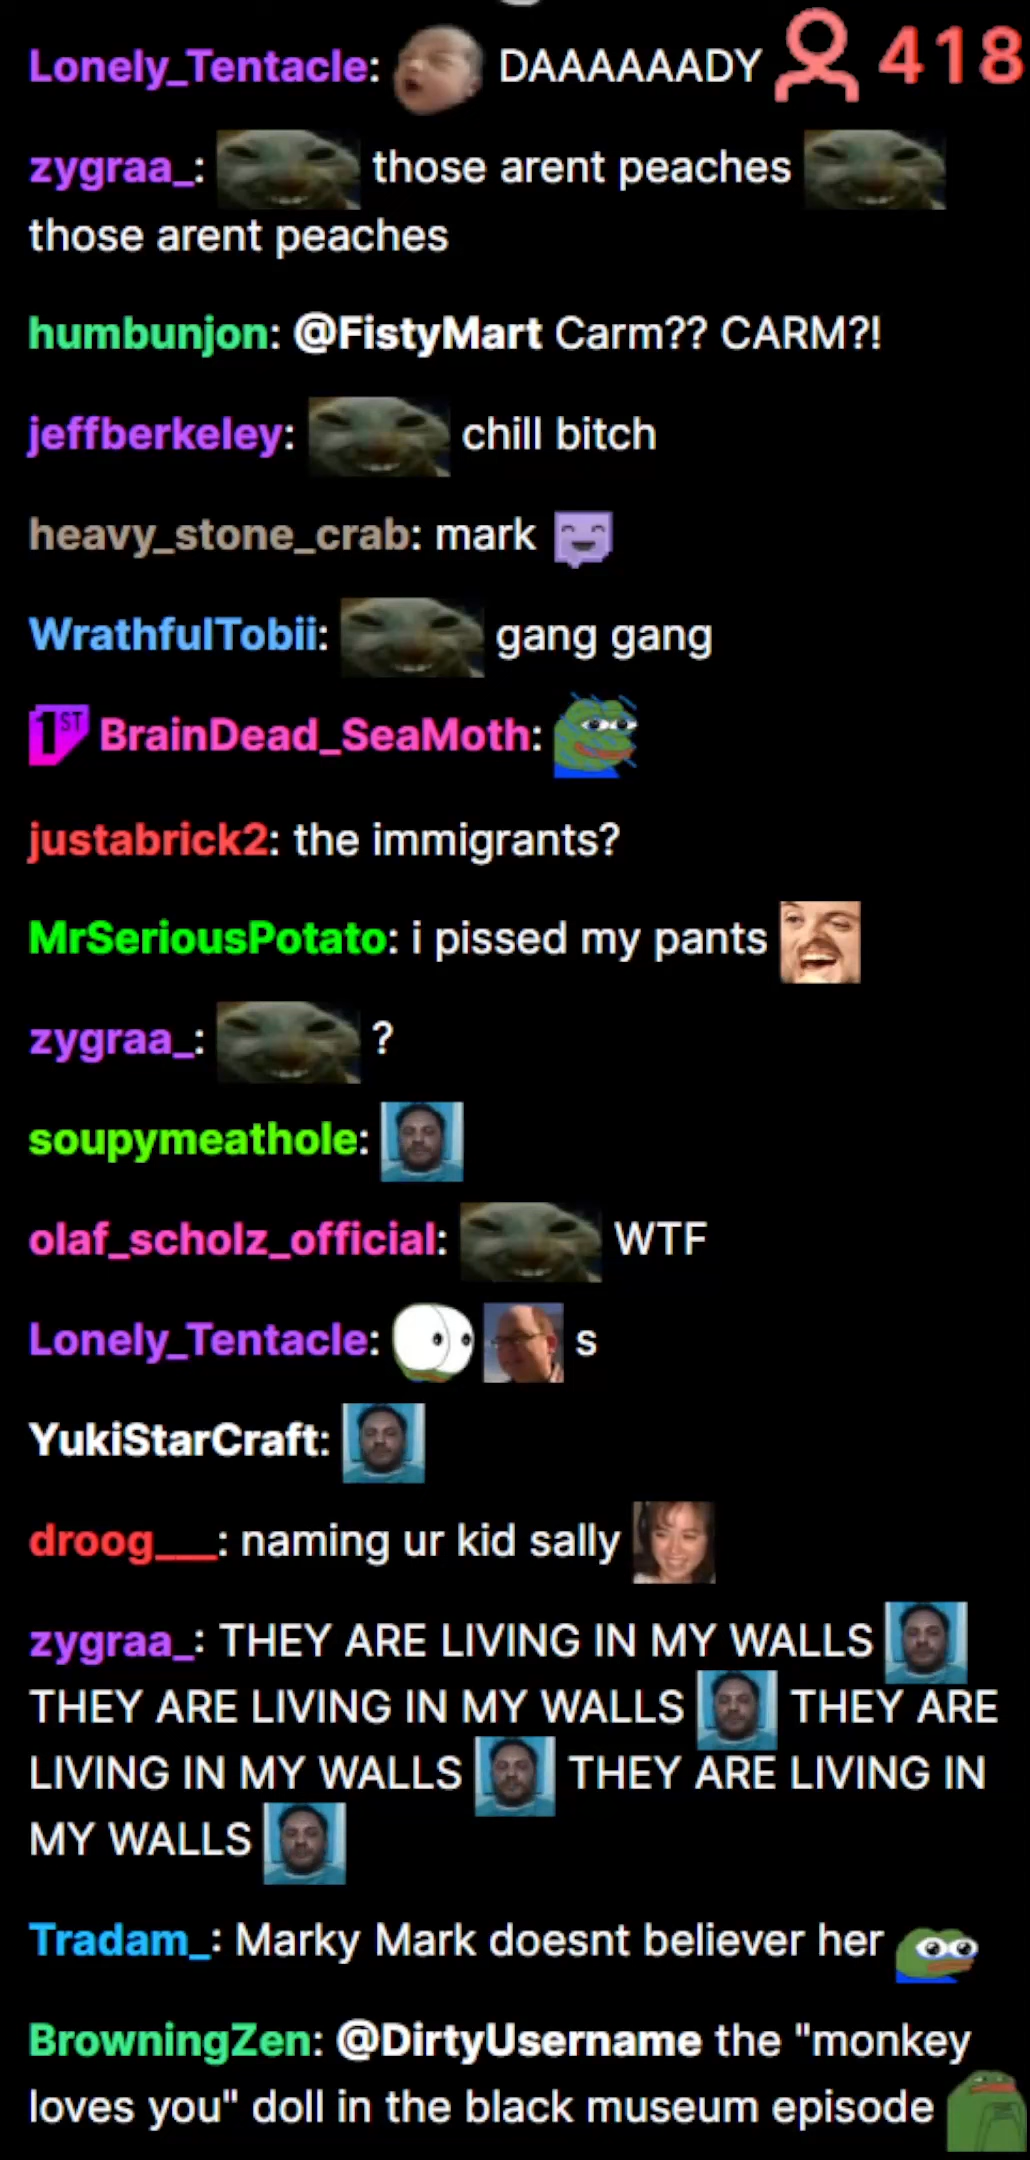 Lonely_Tentacle: DAAAAAADY 418
zygraa_: those arent peaches
those arent peaches
humbunjon: @FistyMart Carm?? CARM?!
jeffberkeley: chill bitch
heavy_stone_crab: mark
WrathfulTobii: gang gang
1ST BrainDead_SeaMoth:
justabrick2: the immigrants?
MrSeriousPotato: i pissed my pants
zygraa_: ?
soupymeathole:
olaf_scholz_official: WTF
Lonely_Tentacle: s
YukiStarCraft:
droog___: naming ur kid sally
zygraa_: THEY ARE LIVING IN MY WALLS
THEY ARE LIVING IN MY WALLS THEY ARE
LIVING IN MY WALLS THEY ARE LIVING IN
MY WALLS
Tradam_: Marky Mark doesnt believer her
BrowningZen: @DirtyUsername the "monkey
loves you" doll in the black museum episode